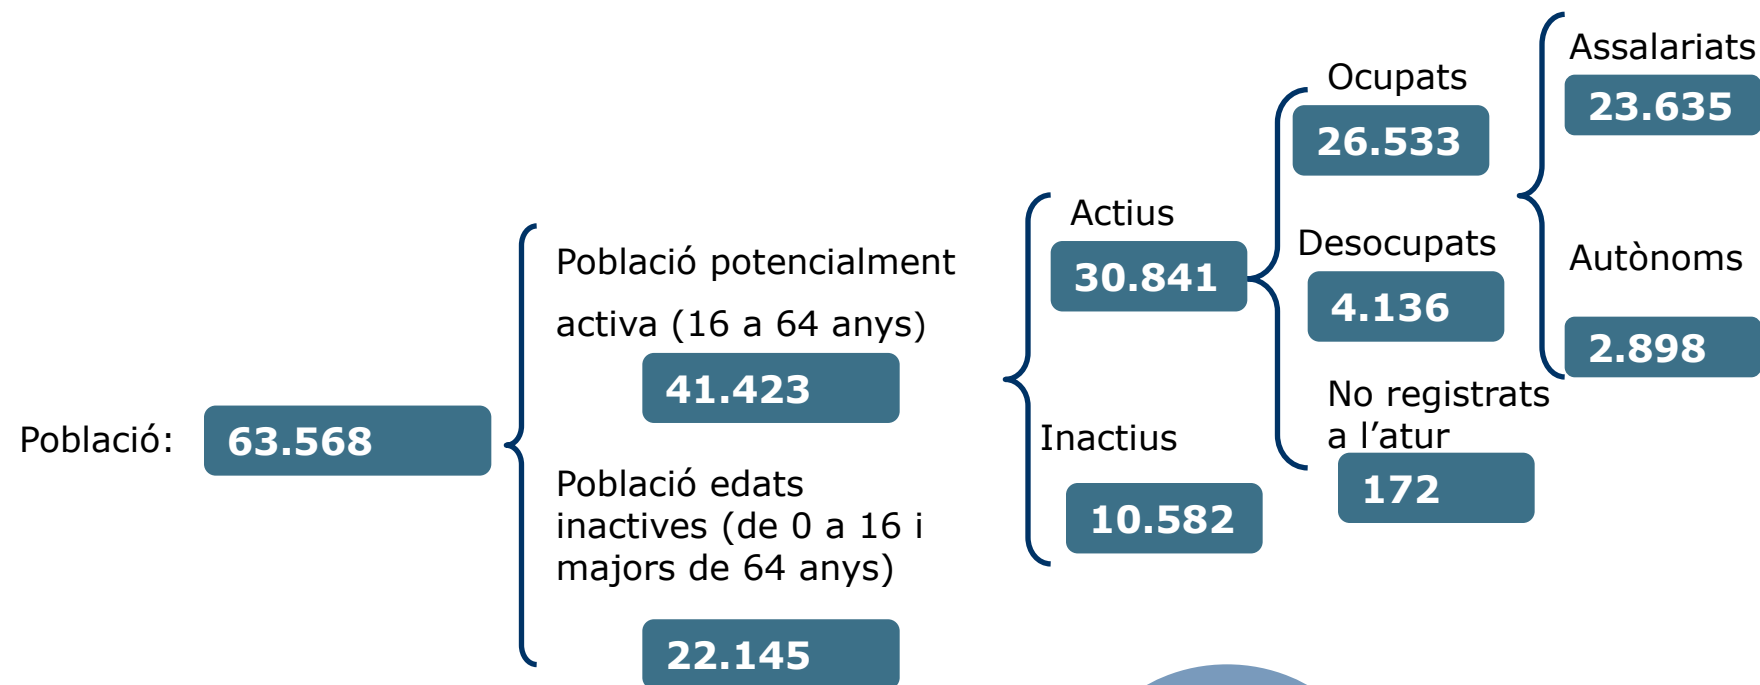 Població:
63.568
Població potencialment
activa (16 a 64 anys)
41.423
Població edats
inactives (de 0 a 16 i
majors de 64 anys)
22.145
Actius
30.841
Inactius
10.582
Ocupats
26.533
Desocupats
4.136
No registrats
a l’atur
172
Assalariats
23.635
Autònoms
2.898